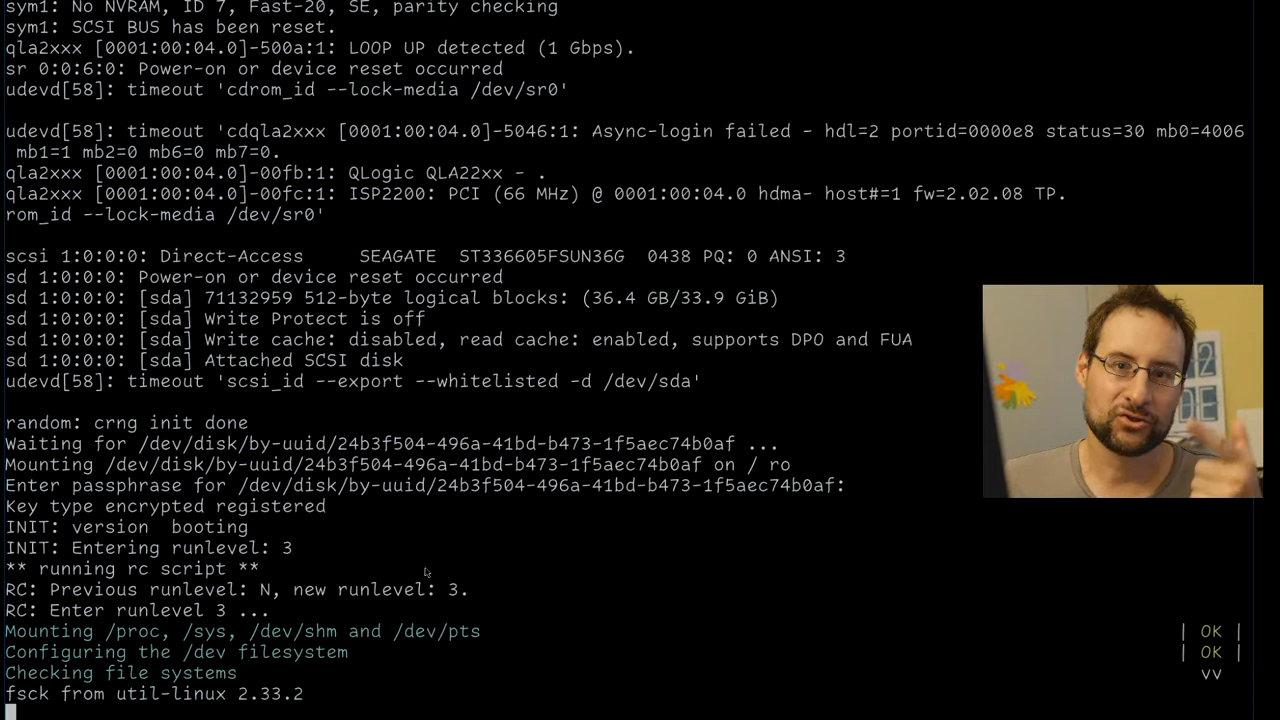 sym1: No NVRAM, ID 7, Fast-20, SE, parity checking
sym1: SCSI BUS has been reset.
qla2xxx [0001:00:04.0]-500a:1: LOOP UP detected (1 Gbps).
sr 0:0:6:0: Power-on or device reset occurred
udevd[58]: timeout 'cdrom_id --lock-media /dev/sr0'
udevd[58]: timeout 'cdqla2xxx [0001:00:04.0]-5046:1: Async-login failed - hdl=2 portid=0000e8 status=30 mb0=4006
mb1=1 mb2=0 mb6=0 mb7=0.
qla2xxx [0001:00:04.0]-00fb:1: QLogic QLA22xx - .
qla2xxx [0001:00:04.0]-00fc:1: ISP2200: PCI (66 MHz) @ 0001:00:04.0 hdma- host#=1 fw=2.02.08 TP.
rom_id --lock-media /dev/sr0'
scsi 1:0:0:0: Direct-Access     SEAGATE  ST336605FSUN36G  0438 PQ: 0 ANSI: 3
sd 1:0:0:0: Power-on or device reset occurred
sd 1:0:0:0: [sda] 71132959 512-byte logical blocks: (36.4 GB/33.9 GiB)
sd 1:0:0:0: [sda] Write Protect is off
sd 1:0:0:0: [sda] Write cache: disabled, read cache: enabled, supports DPO and FUA
sd 1:0:0:0: [sda] Attached SCSI disk
udevd[58]: timeout 'scsi_id --export --whitelisted -d /dev/sda'
random: crng init done
Waiting for /dev/disk/by-uuid/24b3f504-496a-41bd-b473-1f5aec74b0af ...
Mounting /dev/disk/by-uuid/24b3f504-496a-41bd-b473-1f5aec74b0af on / ro
Enter passphrase for /dev/disk/by-uuid/24b3f504-496a-41bd-b473-1f5aec74b0af:
Key type encrypted registered
INIT: version  booting
INIT: Entering runlevel: 3
** running rc script **
RC: Previous runlevel: N, new runlevel: 3.
RC: Enter runlevel 3 ...
Mounting /proc, /sys, /dev/shm and /dev/pts | OK |
Configuring the /dev filesystem | OK |
Checking file systems vv
fsck from util-linux 2.33.2